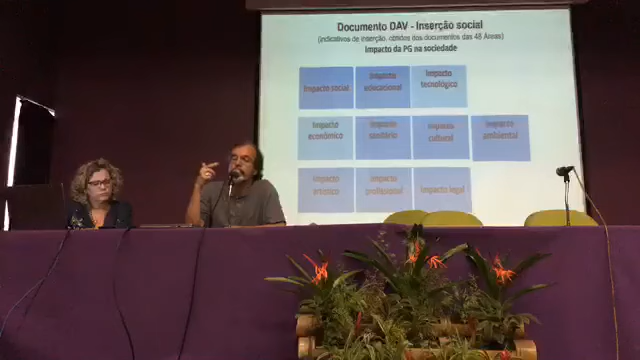 Documento DAV - Inserção social
(indicativos de inserção, obtidos dos documentos das 48 Áreas)
Impacto da PG na sociedade
Impacto social
Impacto educacional
Impacto tecnológico
Impacto econômico
Impacto sanitário
Impacto cultural
Impacto ambiental
Impacto artístico
Impacto profissional
Impacto legal